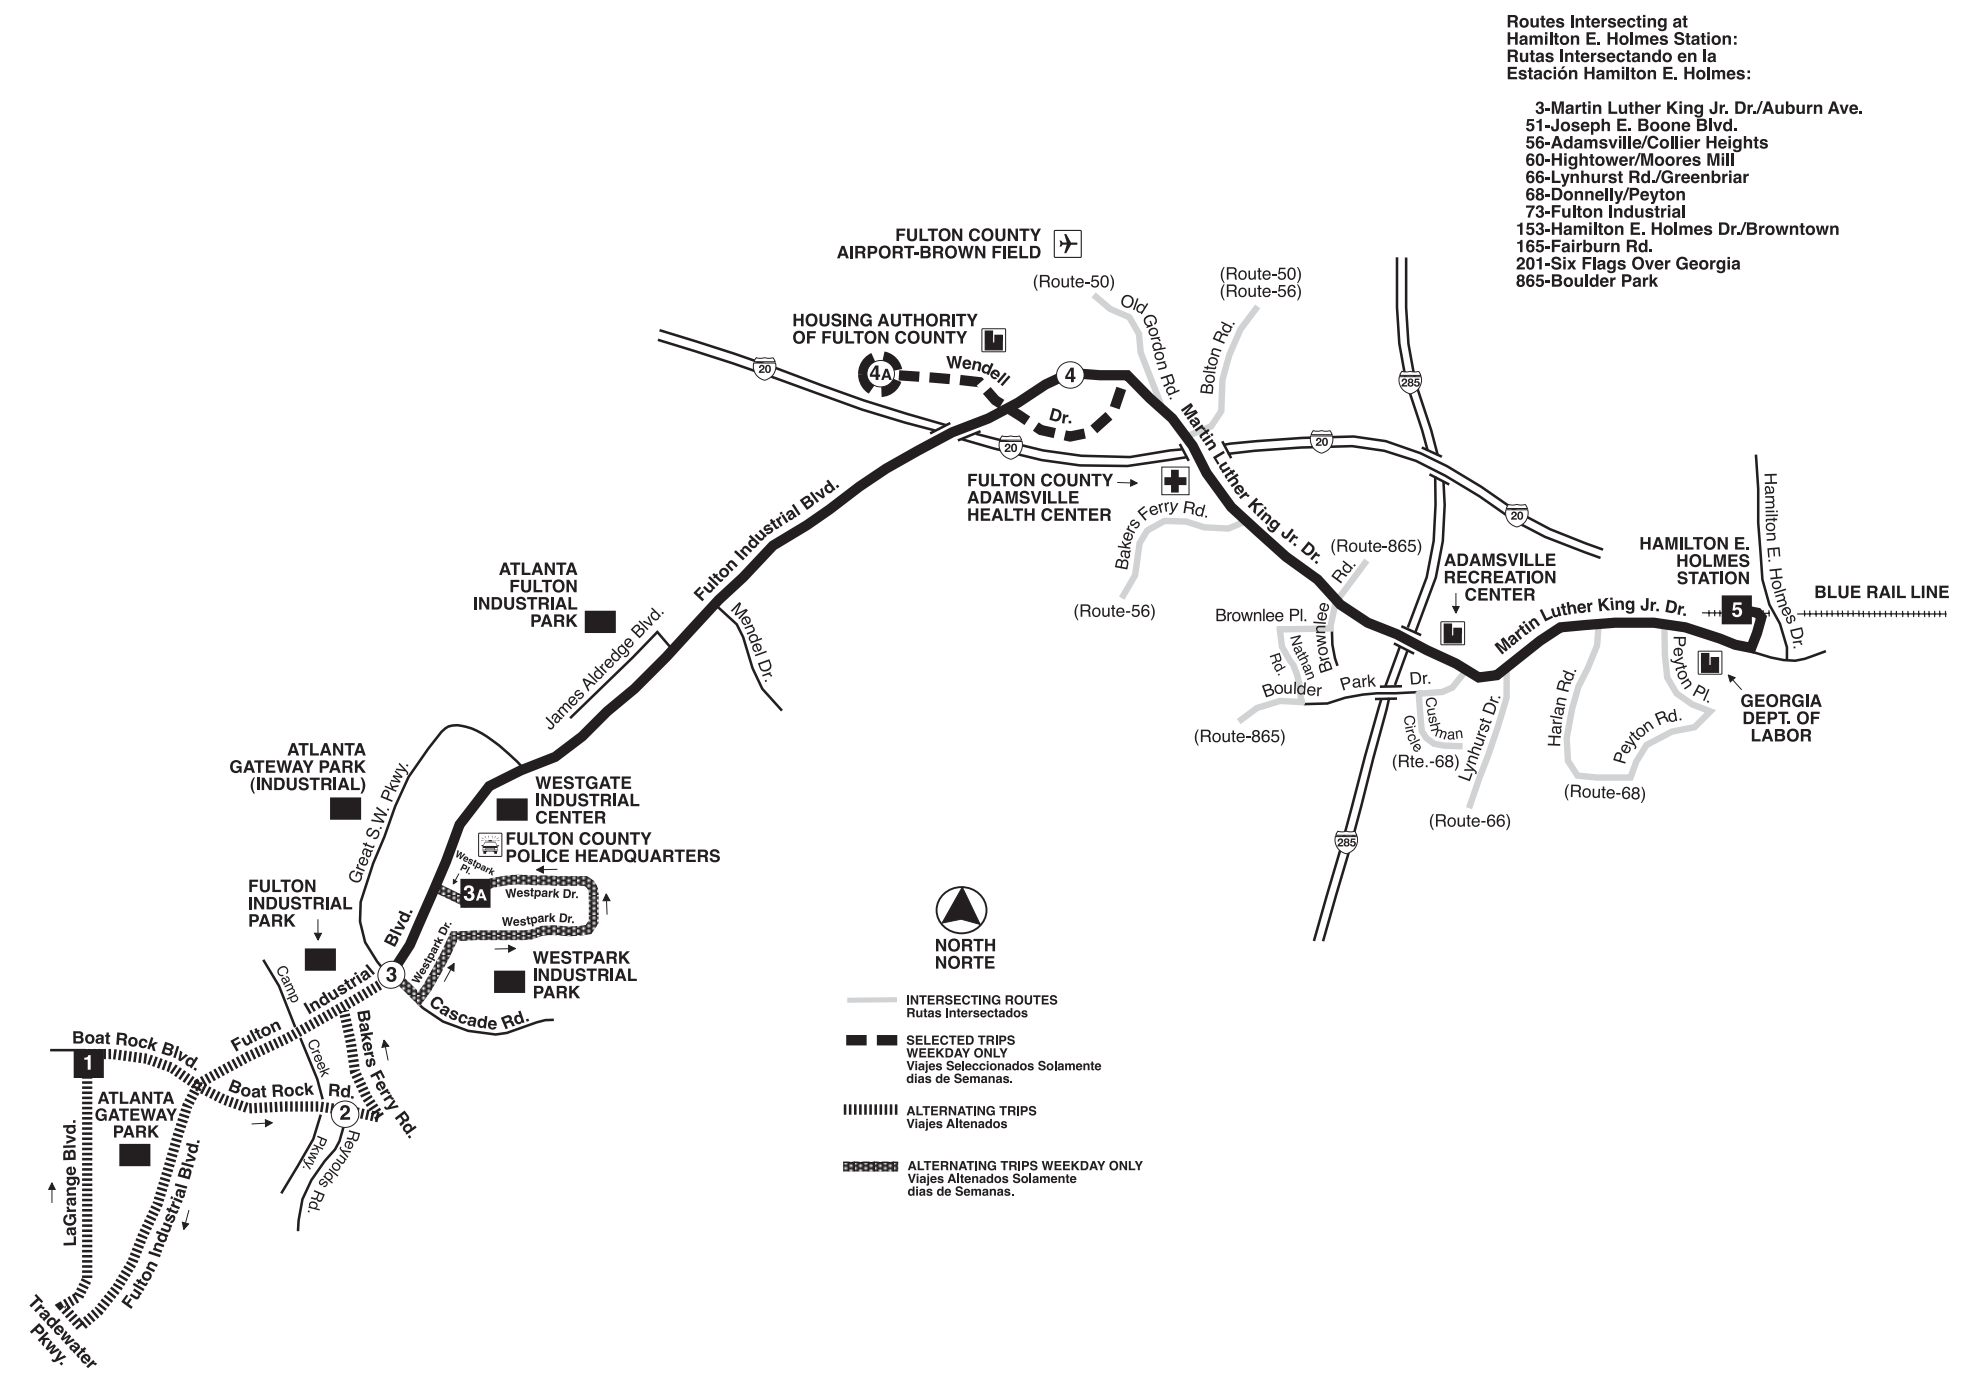 Routes Intersecting at
Hamilton E. Holmes Station:
Rutas Intersectando en la
Estación Hamilton E. Holmes:
3-Martin Luther King Jr. Dr./Auburn Ave.
51-Joseph E. Boone Blvd.
56-Adamsville/Collier Heights
60-Hightower/Moores Mill
66-Lynhurst Rd./Greenbriar
68-Donnelly/Peyton
73-Fulton Industrial
153-Hamilton E. Holmes Dr./Browntown
165-Fairburn Rd.
201-Six Flags Over Georgia
865-Boulder Park
FULTON COUNTY
AIRPORT-BROWN FIELD
(Route-50)
(Route-50)
(Route-56)
Old Gordon Rd.
Bolton Rd.
HOUSING AUTHORITY
OF FULTON COUNTY
4A
Wendell
Dr.
4
20
20
20
20
285
285
Martin Luther King Jr. Dr.
FULTON COUNTY
ADAMSVILLE
HEALTH CENTER
Bakers Ferry Rd.
(Route-56)
(Route-865)
Brownlee Rd.
Brownlee Pl.
Nathan
Rd.
Boulder Park Dr.
(Route-865)
ADAMSVILLE
RECREATION
CENTER
Cushman
Circle
(Rte.-68)
Lynhurst Dr.
(Route-66)
Martin Luther King Jr. Dr.
Harlan Rd.
Peyton Pl.
Peyton Rd.
(Route-68)
HAMILTON E.
HOLMES
STATION
5
Hamilton E. Holmes Dr.
BLUE RAIL LINE
GEORGIA
DEPT. OF
LABOR
Fulton Industrial Blvd.
ATLANTA
FULTON
INDUSTRIAL
PARK
James Aldredge Blvd.
Mendel Dr.
ATLANTA
GATEWAY PARK
(INDUSTRIAL)
Great S.W. Pkwy.
WESTGATE
INDUSTRIAL
CENTER
FULTON COUNTY
POLICE HEADQUARTERS
Westpark
Pl.
3A
Westpark Dr.
Westpark Dr.
Westpark Dr.
WESTPARK
INDUSTRIAL
PARK
FULTON
INDUSTRIAL
PARK
3
Fulton Industrial Blvd.
Cascade Rd.
Camp Creek Pkwy.
Bakers Ferry Rd.
Boat Rock Blvd.
1
Boat Rock Rd.
2
Reynolds Rd.
ATLANTA
GATEWAY
PARK
LaGrange Blvd.
Fulton Industrial Blvd.
Tradewater
Pkwy.
NORTH
NORTE
INTERSECTING ROUTES
Rutas Intersectados
SELECTED TRIPS
WEEKDAY ONLY
Viajes Seleccionados Solamente
dias de Semanas.
ALTERNATING TRIPS
Viajes Altenados
ALTERNATING TRIPS WEEKDAY ONLY
Viajes Altenados Solamente
dias de Semanas.